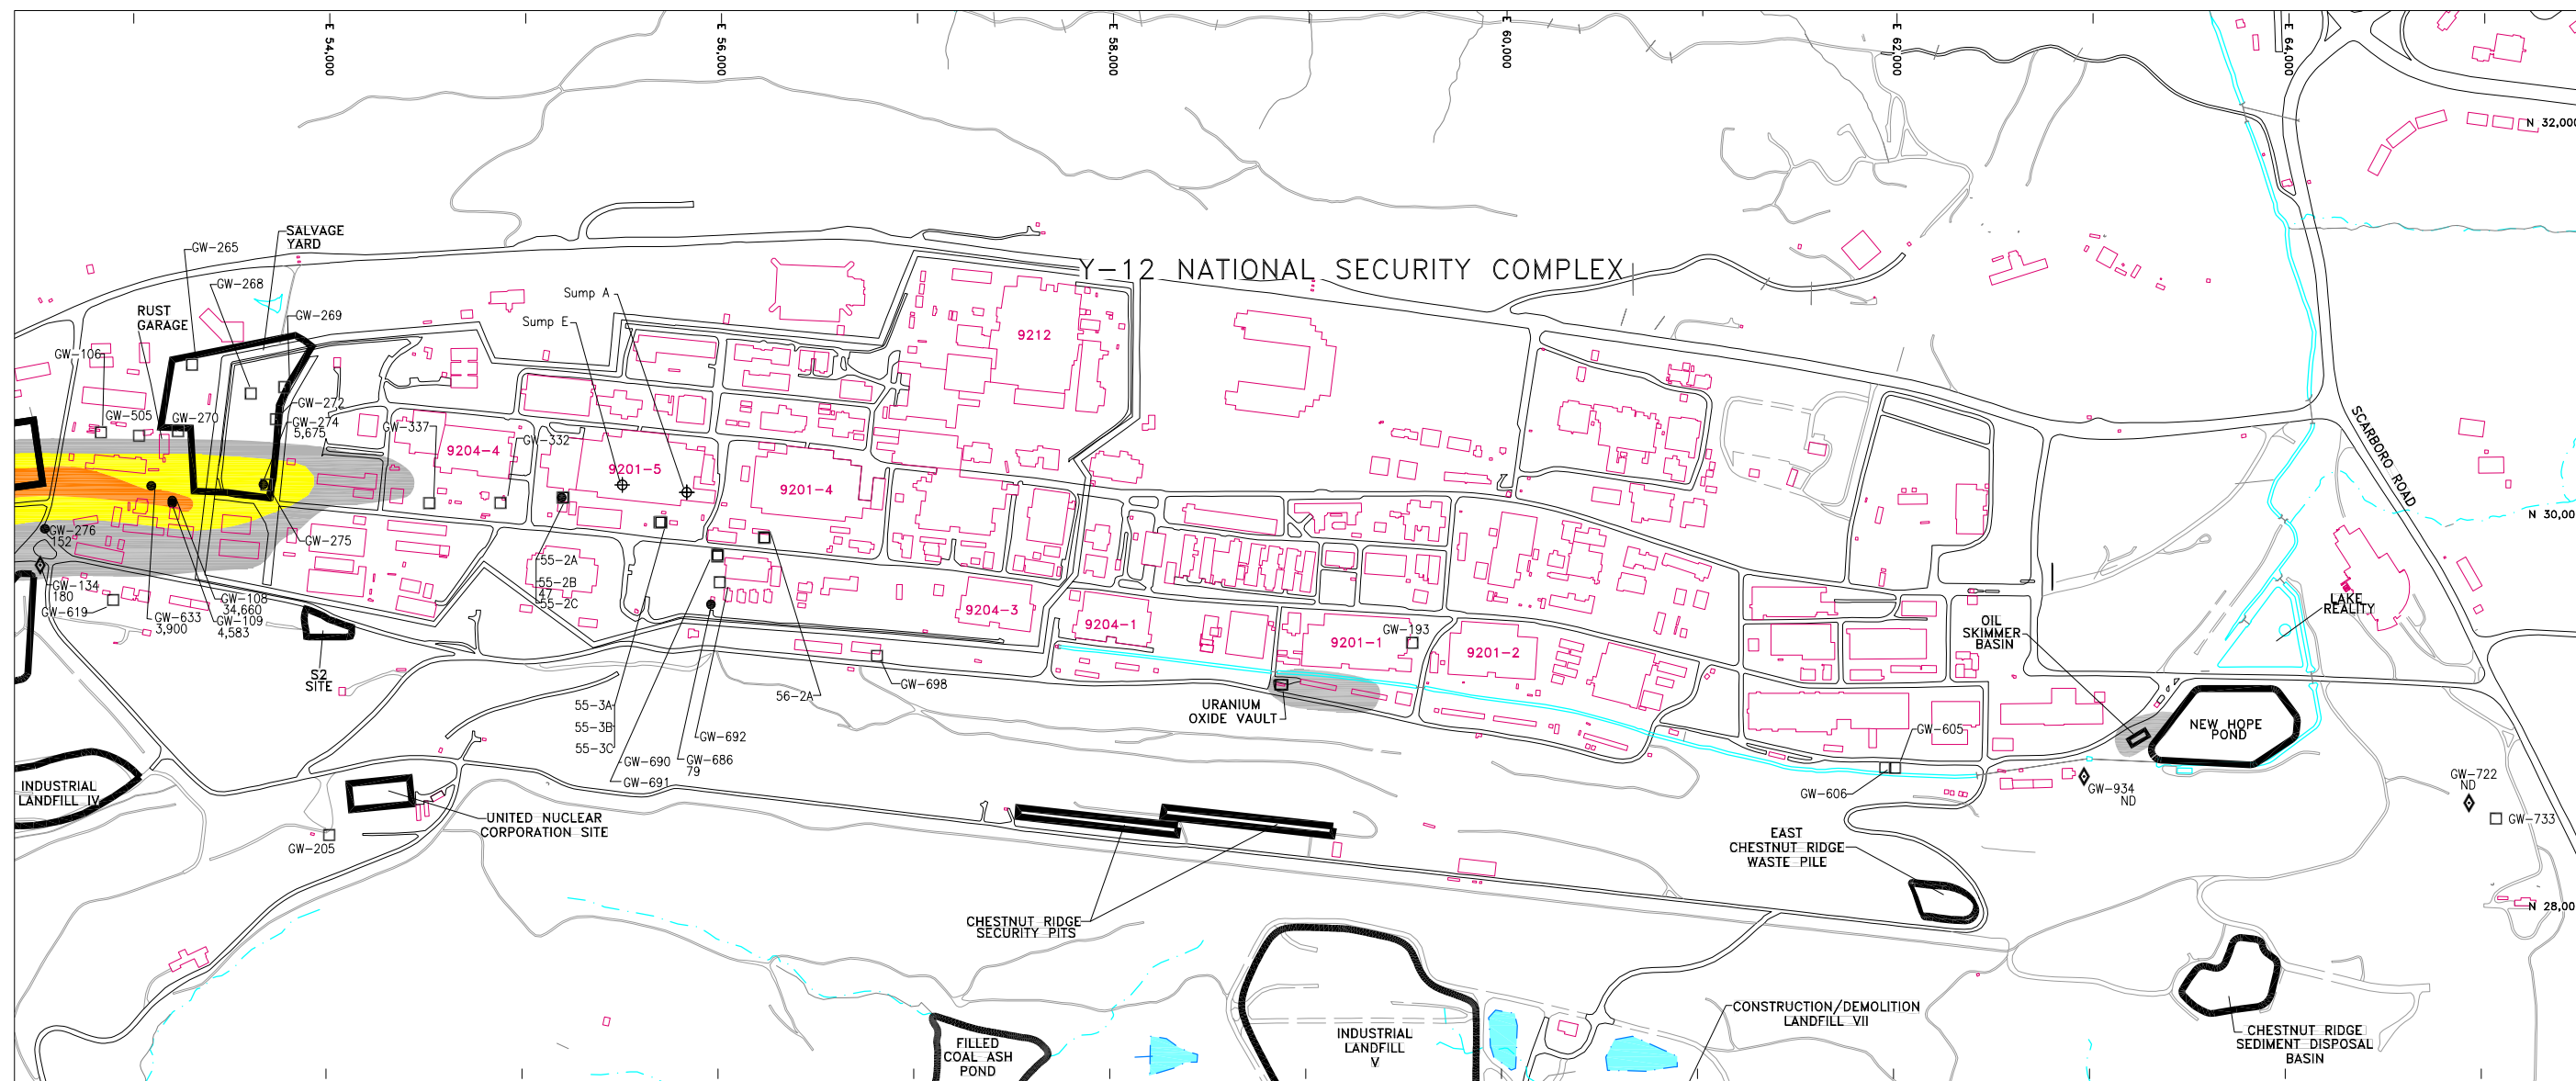 E 54,000
E 56,000
E 58,000
E 60,000
E 62,000
E 64,000
N 32,000
SALVAGE
YARD
GW-265
GW-268
GW-269
RUST
GARAGE
GW-106
GW-505
GW-270
GW-272
GW-274
5,675
GW-337
GW-332
Sump A
Sump E
Y-12 NATIONAL SECURITY COMPLEX
9212
9204-4
9201-5
9201-4
SCARBORO ROAD
N 30,00
GW-276
152
GW-275
GW-134
180
GW-619
GW-633
3,900
GW-108
34,660
GW-109
4,583
S2
SITE
55-2A
55-2B
47
55-2C
9204-3
9204-1
9201-1
GW-193
9201-2
OIL
SKIMMER
BASIN
LAKE
REALITY
56-2A
GW-698
55-3A
55-3B
55-3C
GW-692
GW-690
GW-686
79
GW-691
URANIUM
OXIDE VAULT
GW-605
GW-606
NEW HOPE
POND
GW-934
ND
GW-722
ND
GW-733
INDUSTRIAL
LANDFILL IV
UNITED NUCLEAR
CORPORATION SITE
GW-205
EAST
CHESTNUT RIDGE
WASTE PILE
N 28,00
CHESTNUT RIDGE
SECURITY PITS
CONSTRUCTION/DEMOLITION
LANDFILL VII
INDUSTRIAL
LANDFILL
V
FILLED
COAL ASH
POND
CHESTNUT RIDGE
SEDIMENT DISPOSAL
BASIN